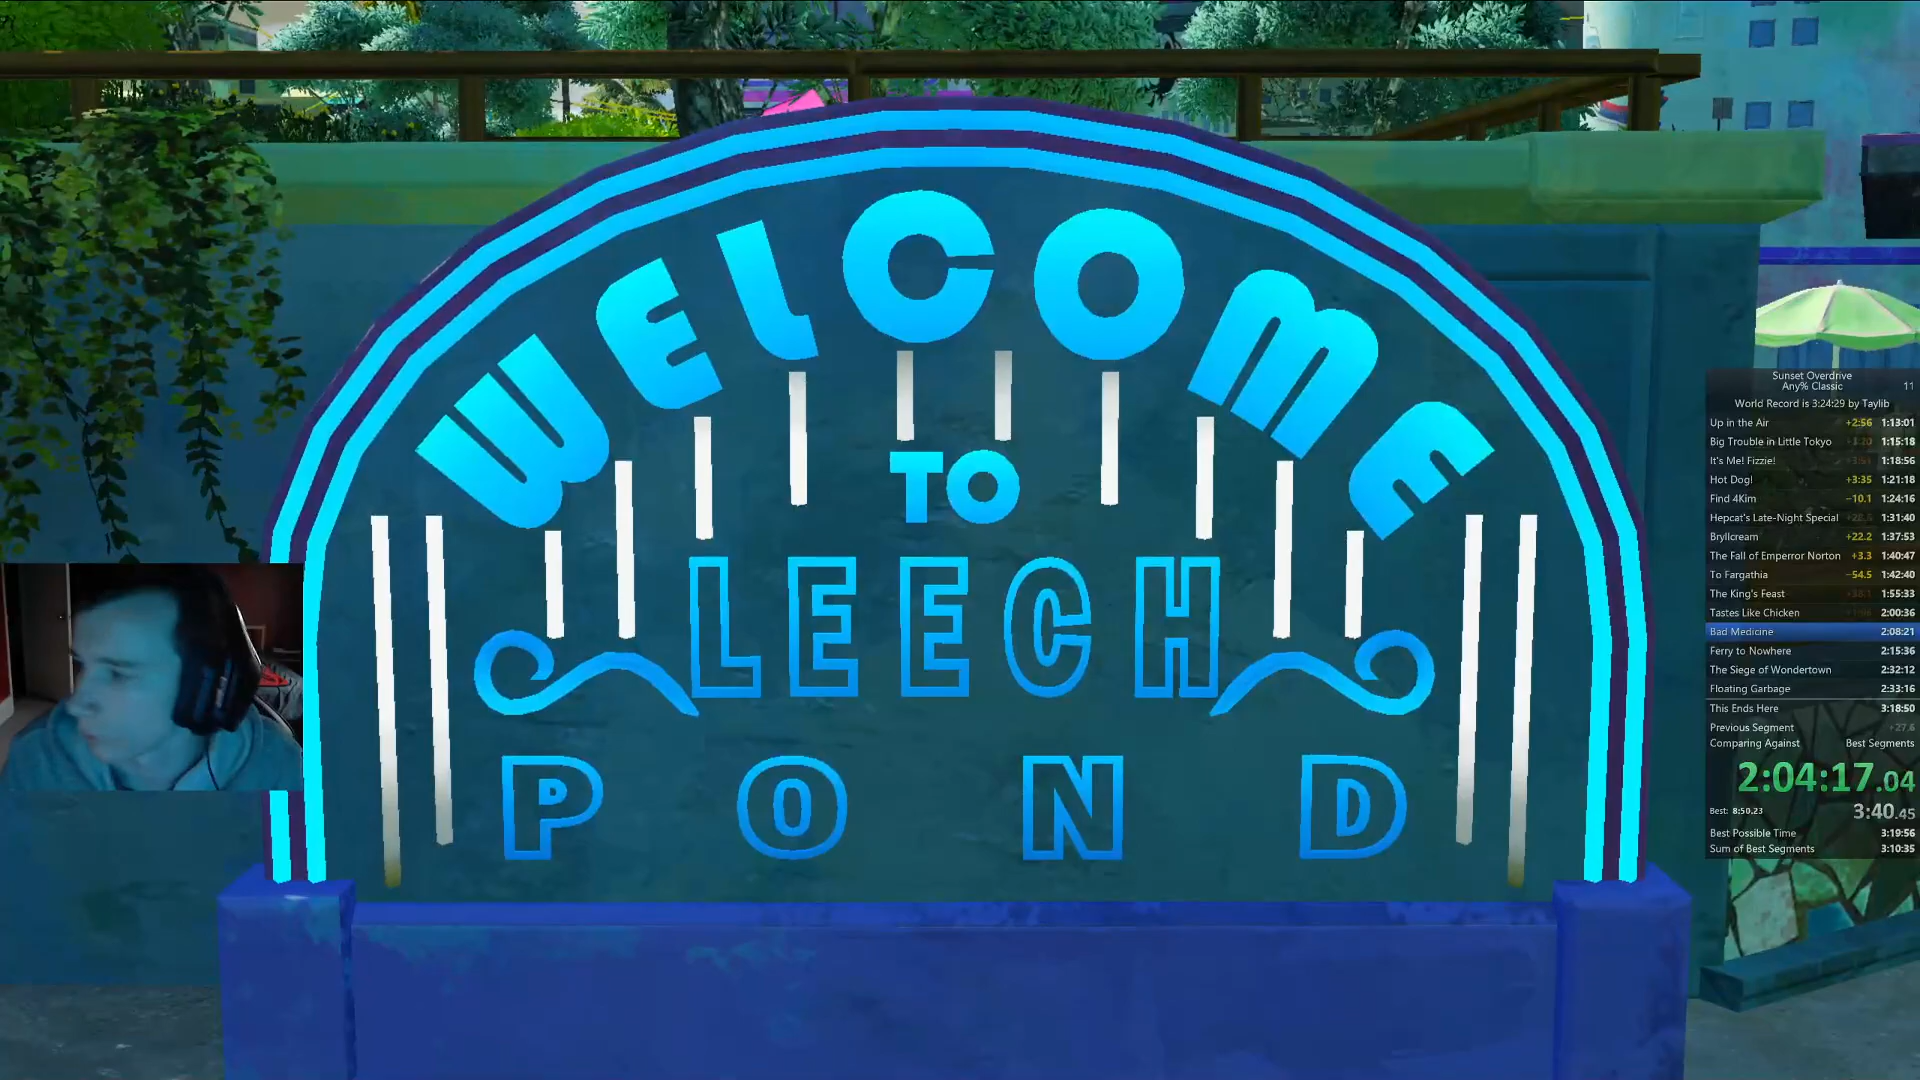 WELCOME
TO
LEECH
POND
Sunset Overdrive
Any% Classic 11
World Record is 3:24:29 by Taylib
Up in the Air +2:56 1:13:01
Big Trouble in Little Tokyo 1:15:18
It's Me! Fizzie! 1:18:56
Hot Dog! +3:35 1:21:18
Find 4Kim −10.1 1:24:16
Hepcat's Late-Night Special 1:31:40
Bryllcream +22.2 1:37:53
The Fall of Emperror Norton +3.3 1:40:47
To Fargathia −54.5 1:42:40
The King's Feast 1:55:33
Tastes Like Chicken 2:00:36
Bad Medicine 2:08:21
Ferry to Nowhere 2:15:36
The Siege of Wondertown 2:32:12
Floating Garbage 2:33:16
This Ends Here 3:18:50
Previous Segment +27.6
Comparing Against Best Segments
2:04:17.04
Best: 8:50.23 3:40.45
Best Possible Time 3:19:56
Sum of Best Segments 3:10:35